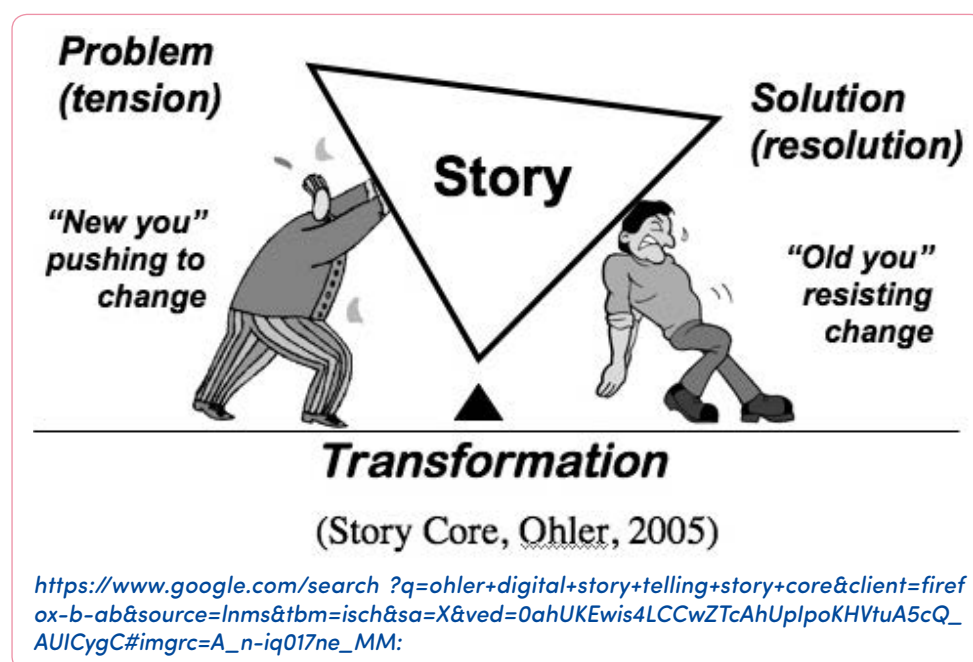 Problem
(tension)
Solution
(resolution)
Story
"New you"
pushing to
change
"Old you"
resisting
change
Transformation
(Story Core, Ohler, 2005)
https://www.google.com/search ?q=ohler+digital+story+telling+story+core&client=firef
ox-b-ab&source=lnms&tbm=isch&sa=X&ved=0ahUKEwis4LCCwZTcAhUpIpoKHVtuA5cQ_
AUICygC#imgrc=A_n-iq017ne_MM: